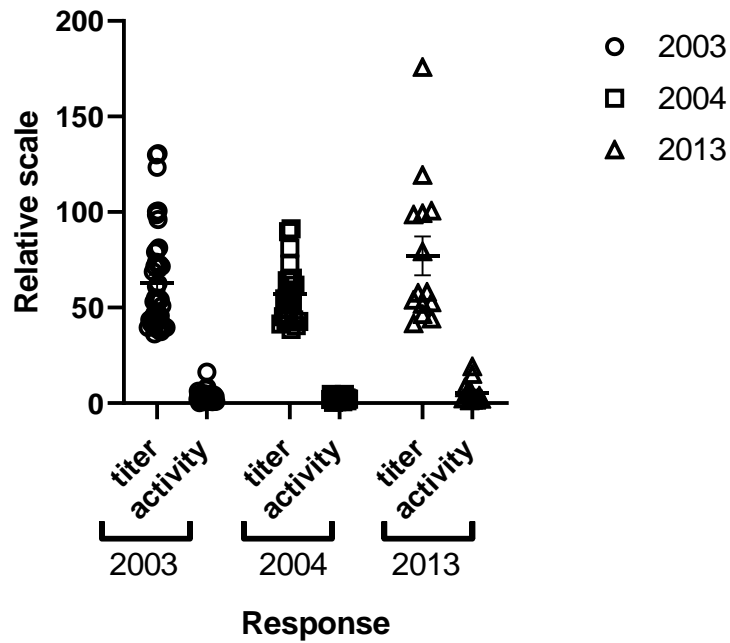 200
150
100
50
0
Relative scale
2003
2004
2013
titer
activity
titer
activity
titer
activity
2003
2004
2013
Response